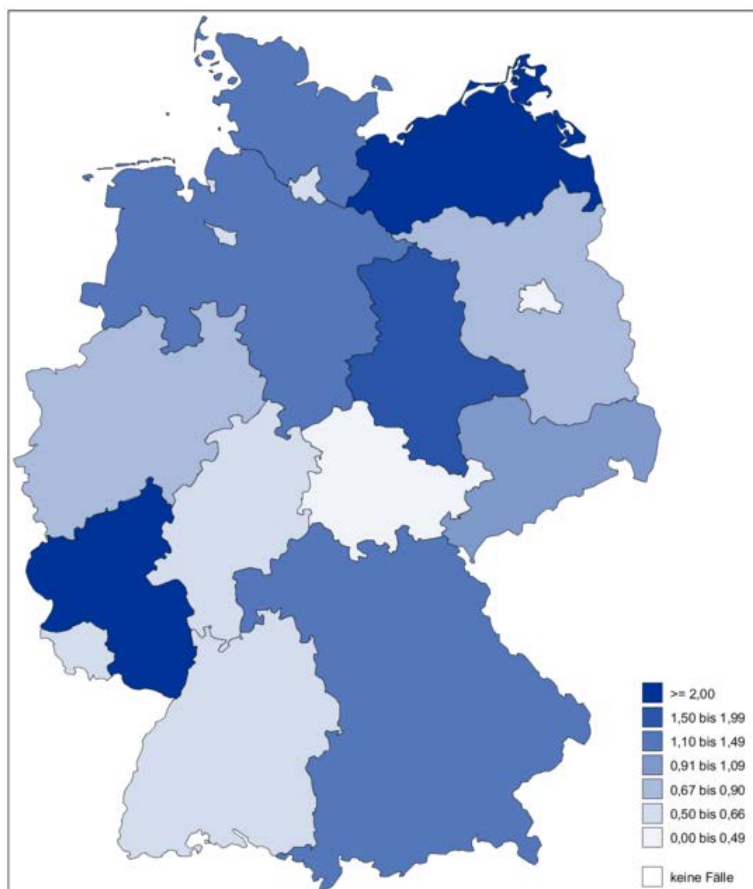 >= 2,00
1,50 bis 1,99
1,10 bis 1,49
0,91 bis 1,09
0,67 bis 0,90
0,50 bis 0,66
0,00 bis 0,49
keine Fälle